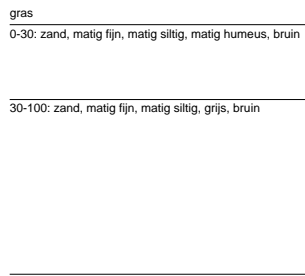 gras
0-30: zand, matig fijn, matig siltig, matig humeus, bruin
30-100: zand, matig fijn, matig siltig, grijs, bruin